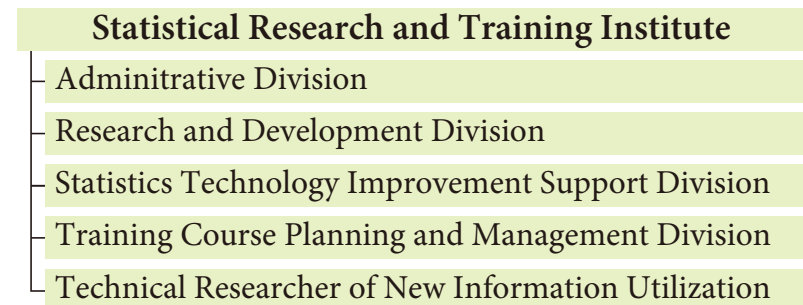 Statistical Research and Training Institute
Adminitrative Division
Research and Development Division
Statistics Technology Improvement Support Division
Training Course Planning and Management Division
Technical Researcher of New Information Utilization